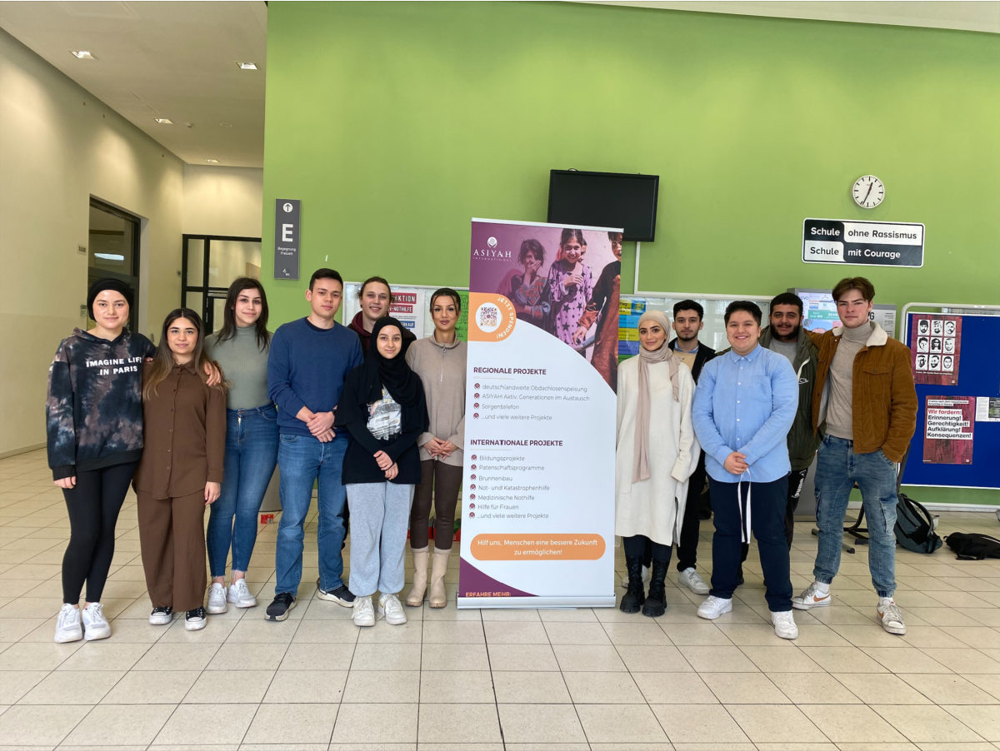 E
Begegnung
Freizeit
IMAGINE LIFE
IN PARIS
AKTION
ASIYAH
INTERNATIONAL
JETZT SPENDEN!
REGIONALE PROJEKTE
deutschlandweite Obdachlosenspeisung
ASIYAH Aktiv: Generationen im Austausch
Sorgentelefon
...und viele weitere Projekte
INTERNATIONALE PROJEKTE
Bildungsprojekte
Patenschaftsprogramme
Brunnenbau
Not- und Katastrophenhilfe
Medizinische Nothilfe
Hilfe für Frauen
...und viele weitere Projekte
Hilf uns, Menschen eine bessere Zukunft
zu ermöglichen!
ERFAHRE MEHR:
Schule ohne Rassismus
Schule mit Courage
Wir fordern:
Erinnerung!
Gerechtigkeit!
Aufklärung!
Konsequenzen!